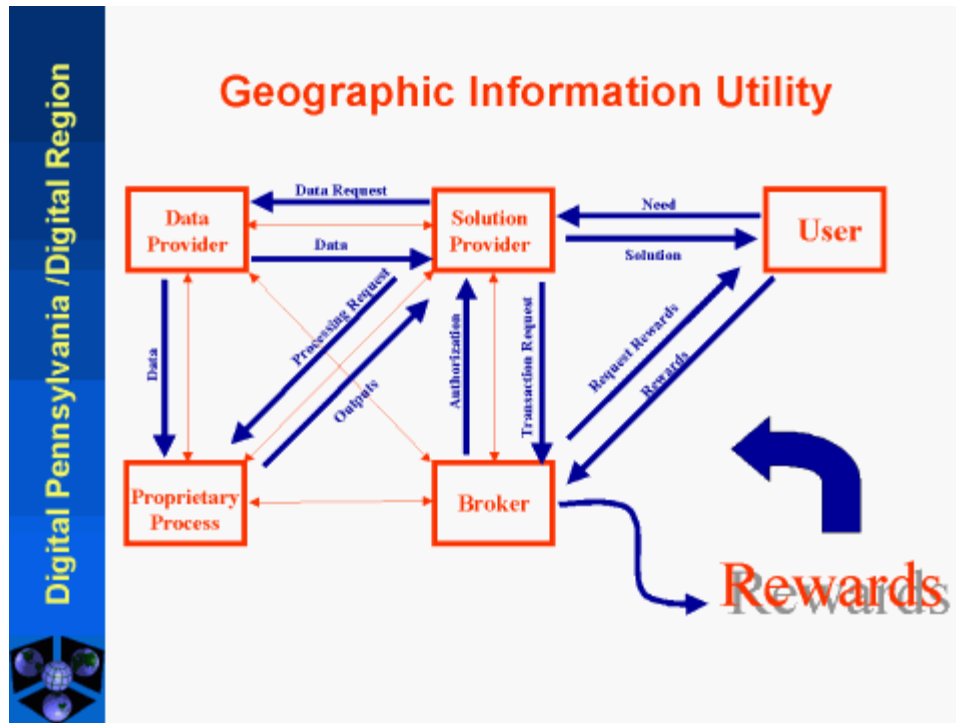 Digital Pennsylvania /Digital Region
Geographic Information Utility
Data Request
Need
Data
Provider
Solution
Provider
User
Data
Solution
Data
Processing Request
Outputs
Authorization
Transaction Request
Request Rewards
Rewards
Proprietary
Process
Broker
Rewards